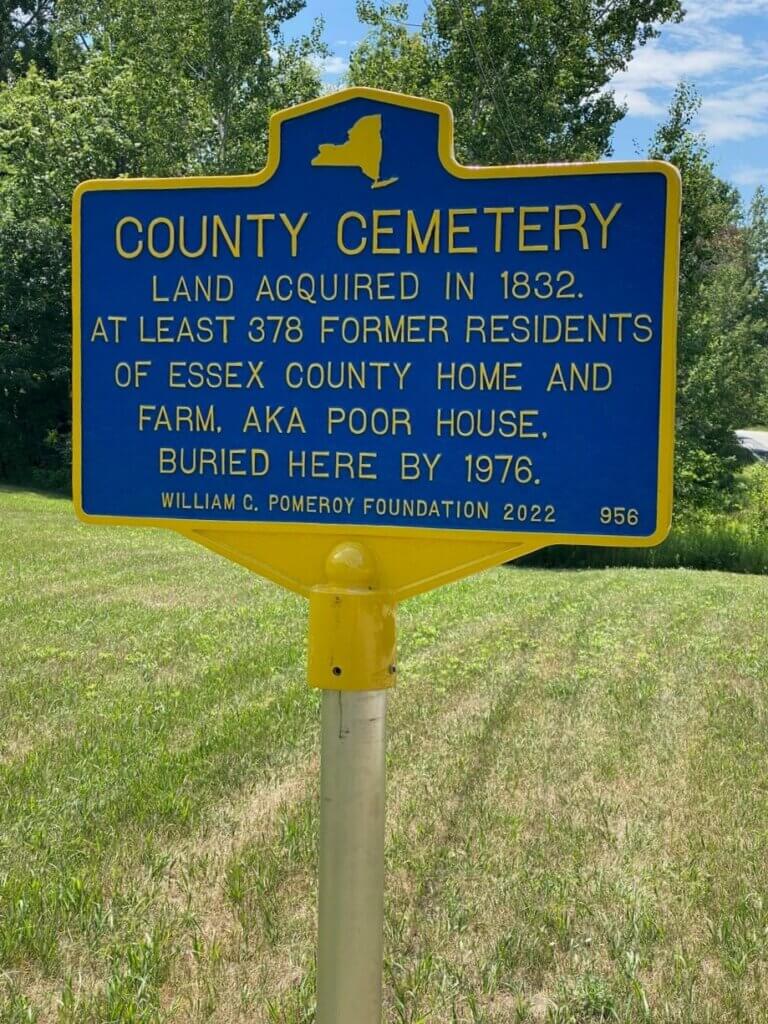 COUNTY CEMETERY
LAND ACQUIRED IN 1832.
AT LEAST 378 FORMER RESIDENTS
OF ESSEX COUNTY HOME AND
FARM, AKA POOR HOUSE,
BURIED HERE BY 1976.
WILLIAM G. POMEROY FOUNDATION 2022 956